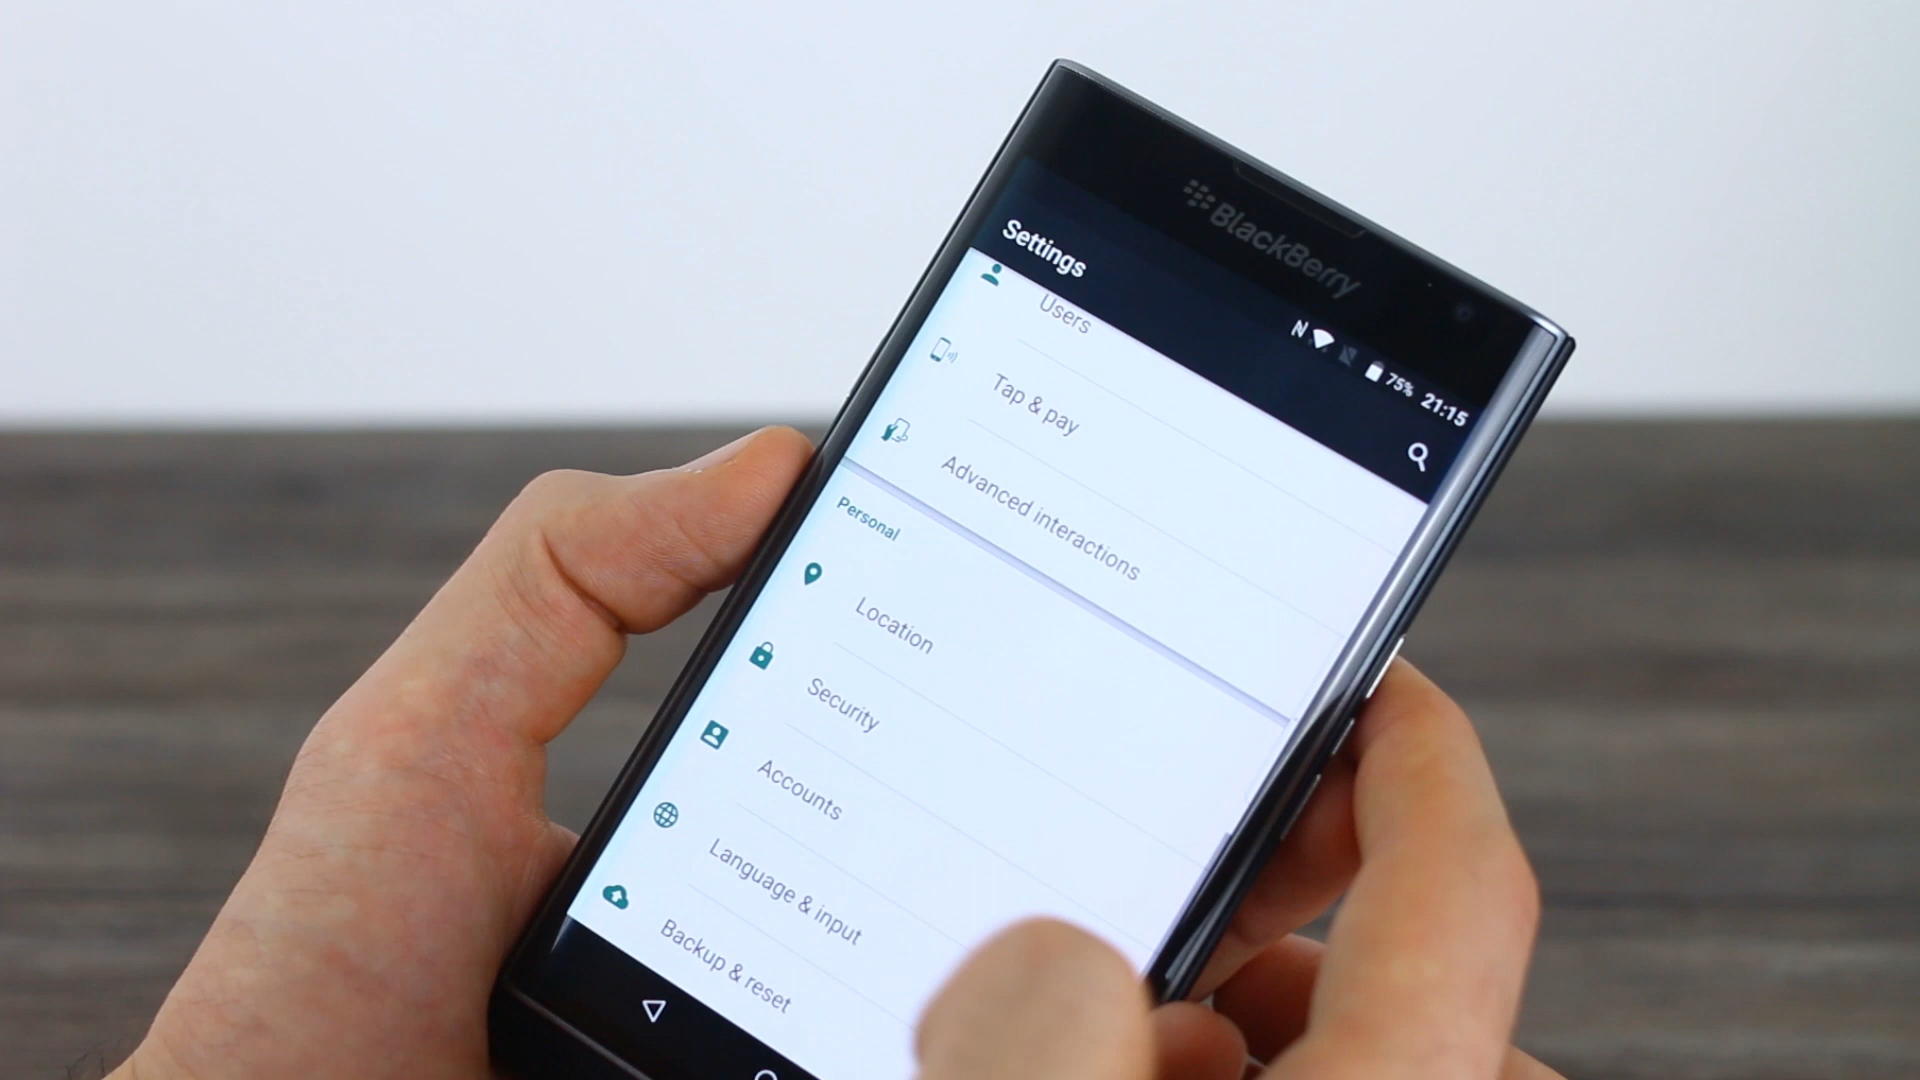 BlackBerry
N 75% 21:15
Settings
Users
Tap & pay
Advanced interactions
Personal
Location
Security
Accounts
Language & input
Backup & reset